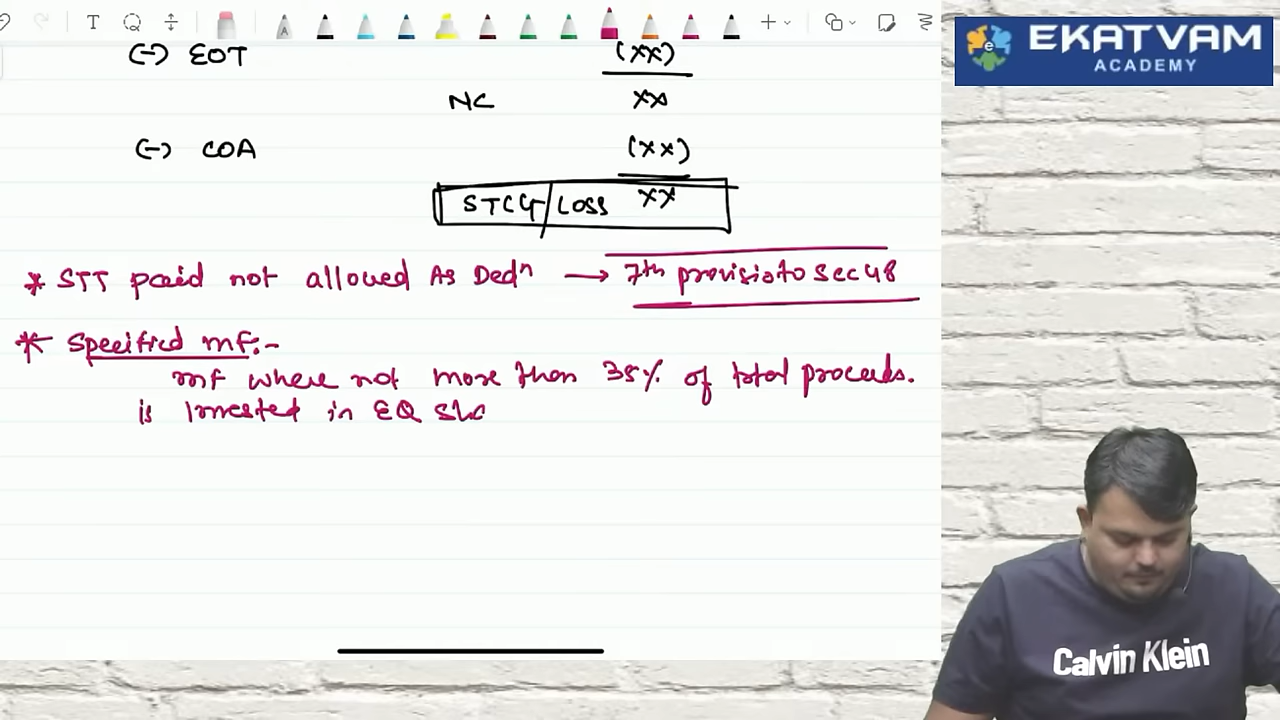 EKATVAM
ACADEMY
(-) EOT (XX)
NC XX
(-) COA (XX)
STCG/LOSS XX
* STT paid not allowed As Dedⁿ → 7th provisio to sec 48
* Specified mf:-
mf where not more than 35% of total proceeds.
is Invested in EQ sha
Calvin Klein